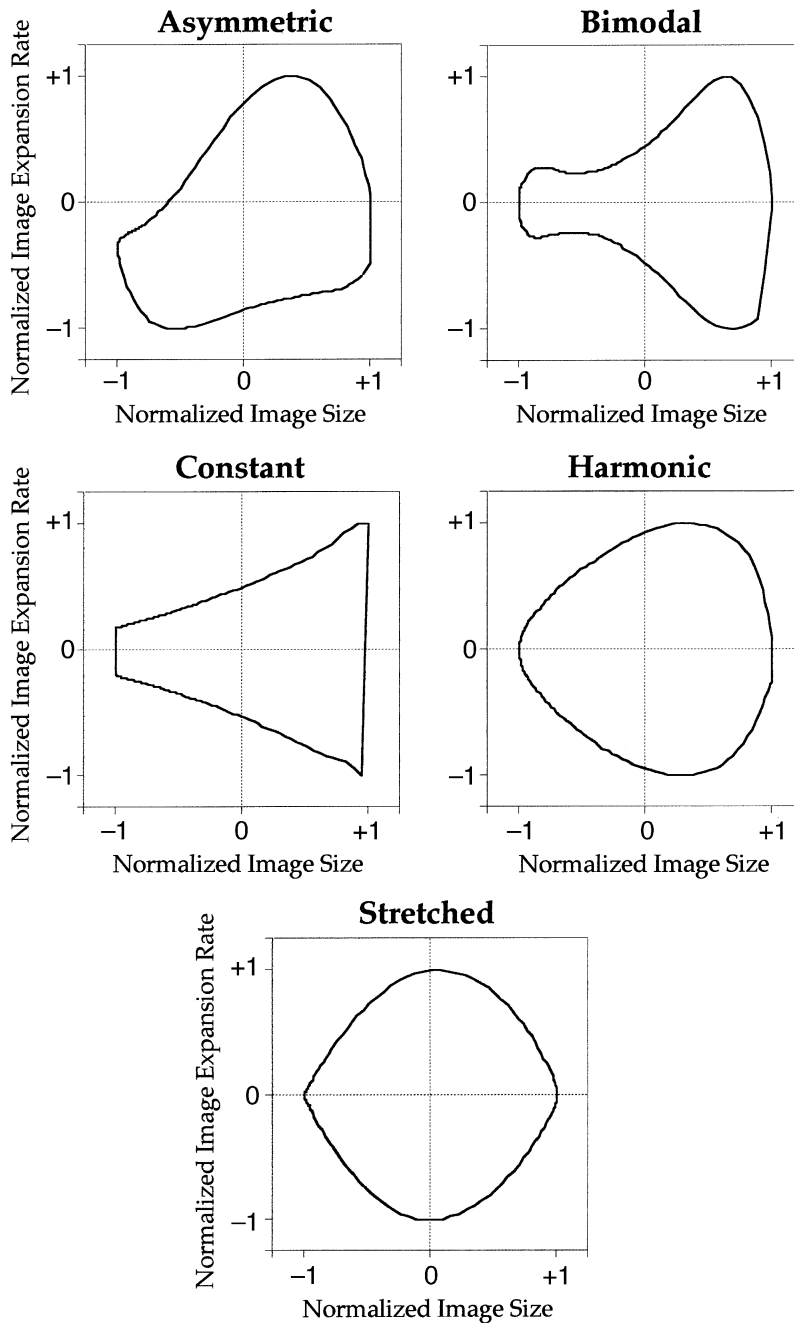 Asymmetric
Normalized Image Expansion Rate
+1
0
−1
−1 0 +1
Normalized Image Size
Bimodal
+1
0
−1
−1 0 +1
Normalized Image Size
Constant
Normalized Image Expansion Rate
+1
0
−1
−1 0 +1
Normalized Image Size
Harmonic
+1
0
−1
−1 0 +1
Normalized Image Size
Stretched
Normalized Image Expansion Rate
+1
0
−1
−1 0 +1
Normalized Image Size